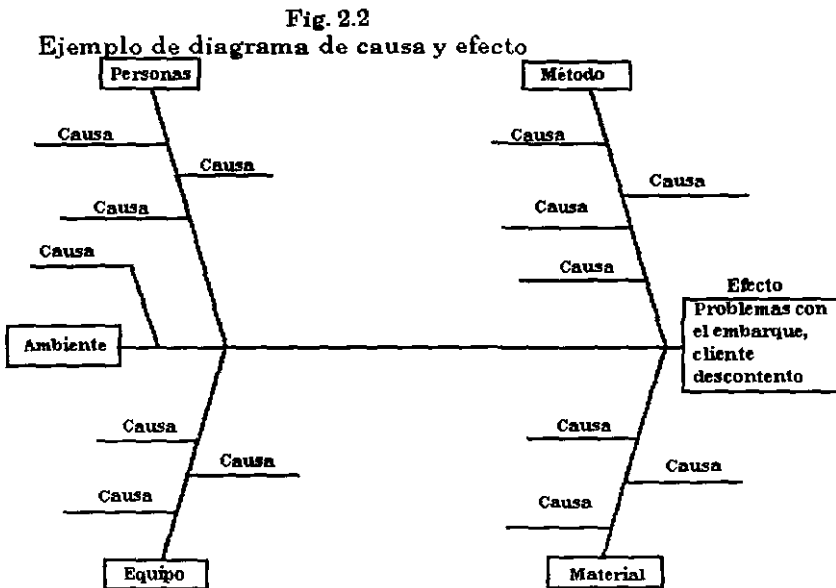 Fig. 2.2
Ejemplo de diagrama de causa y efecto
Personas
Método
Causa
Causa
Causa
Causa
Causa
Causa
Causa
Causa
Efecto
Problemas con
el embarque,
cliente
descontento
Ambiente
Causa
Causa
Causa
Causa
Causa
Causa
Equipo
Material